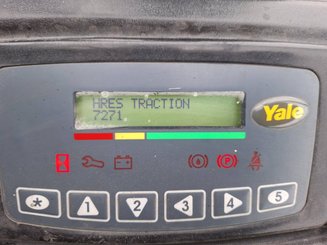 HRES TRACTION
7271
Yale
P
* 1 2 3 4 5